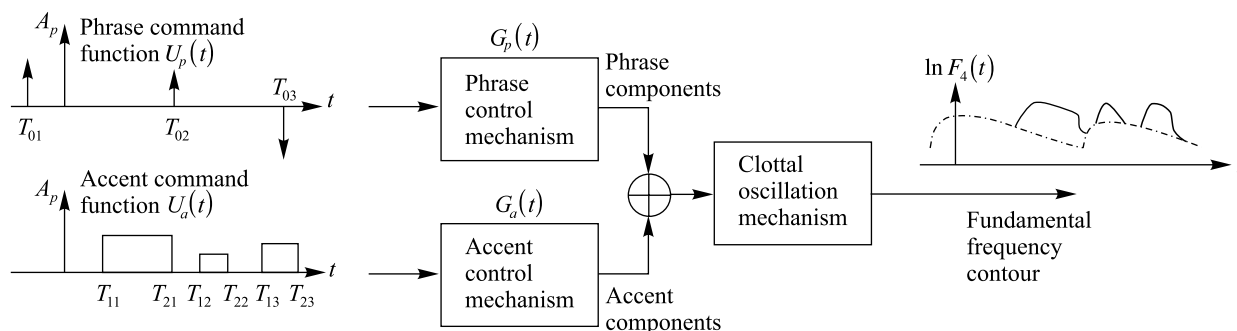 A_p
Phrase command
function U_p(t)
T_01
T_02
T_03
t
A_p
Accent command
function U_a(t)
t
T_11
T_21
T_12
T_22
T_13
T_23
G_p(t)
Phrase
control
mechanism
Phrase
components
G_a(t)
Accent
control
mechanism
Accent
components
Clottal
oscillation
mechanism
ln F_4(t)
Fundamental
frequency
contour